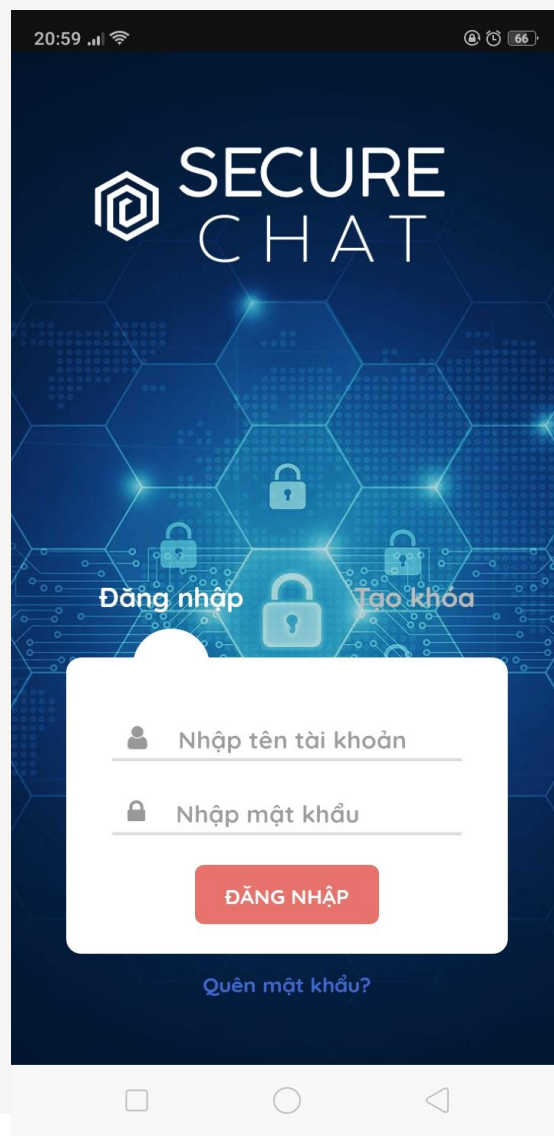 20:59
66
SECURE
CHAT
Đăng nhập
Tạo khóa
Nhập tên tài khoản
Nhập mật khẩu
ĐĂNG NHẬP
Quên mật khẩu?